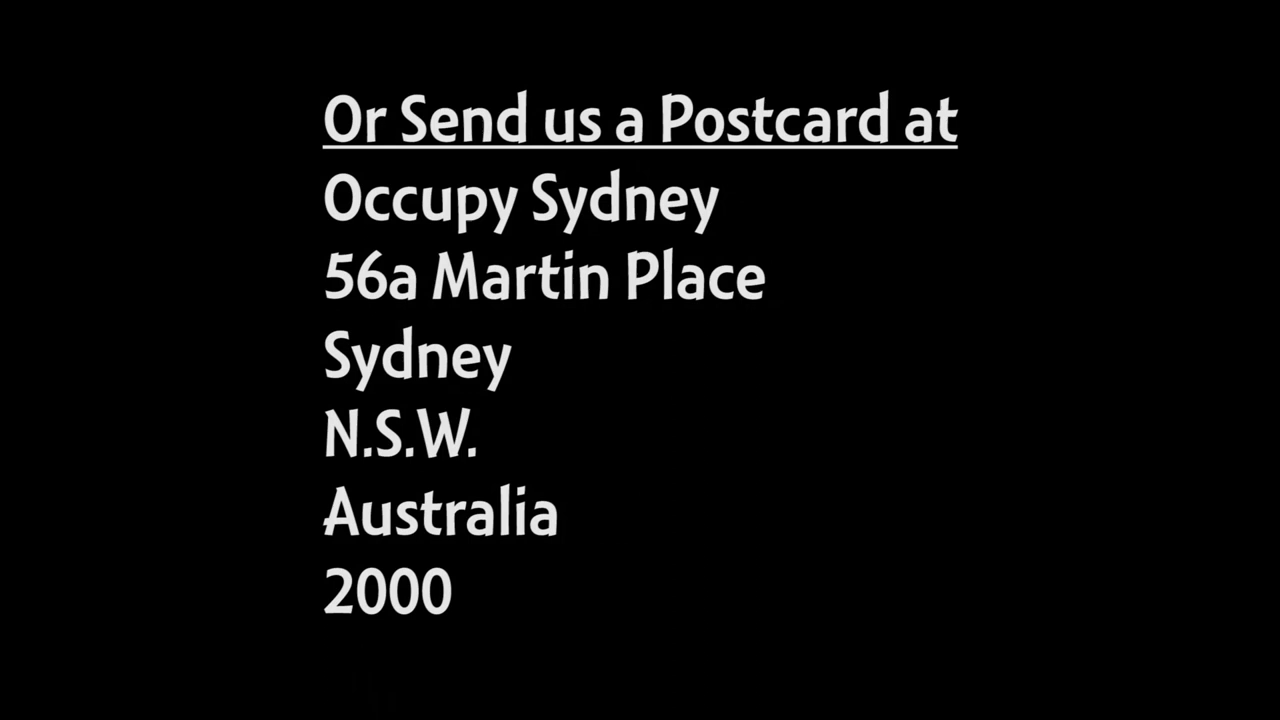 Or Send us a Postcard at
Occupy Sydney
56a Martin Place
Sydney
N.S.W.
Australia
2000